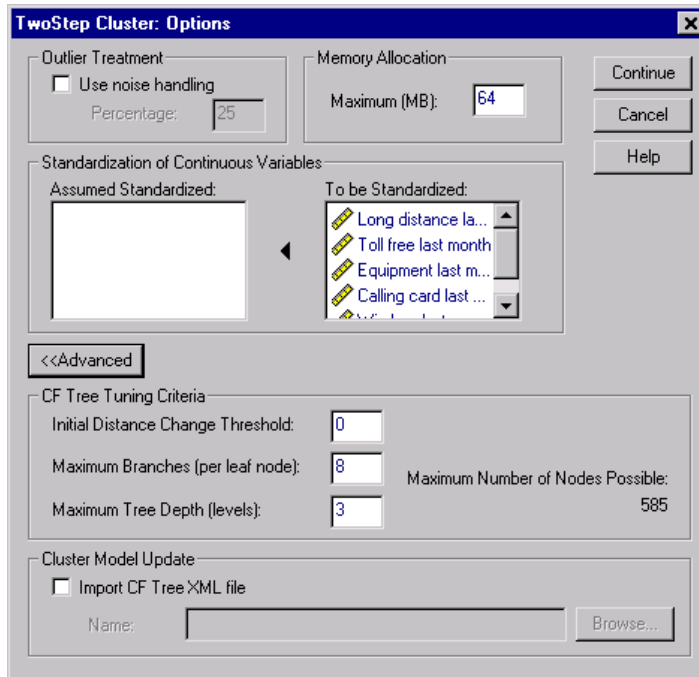 TwoStep Cluster: Options
Outlier Treatment
Use noise handling
Percentage: 25
Memory Allocation
Maximum (MB): 64
Continue
Cancel
Help
Standardization of Continuous Variables
Assumed Standardized:
To be Standardized:
Long distance la...
Toll free last month
Equipment last m...
Calling card last ...
<<Advanced
CF Tree Tuning Criteria
Initial Distance Change Threshold: 0
Maximum Branches (per leaf node): 8
Maximum Tree Depth (levels): 3
Maximum Number of Nodes Possible:
585
Cluster Model Update
Import CF Tree XML file
Name:
Browse...